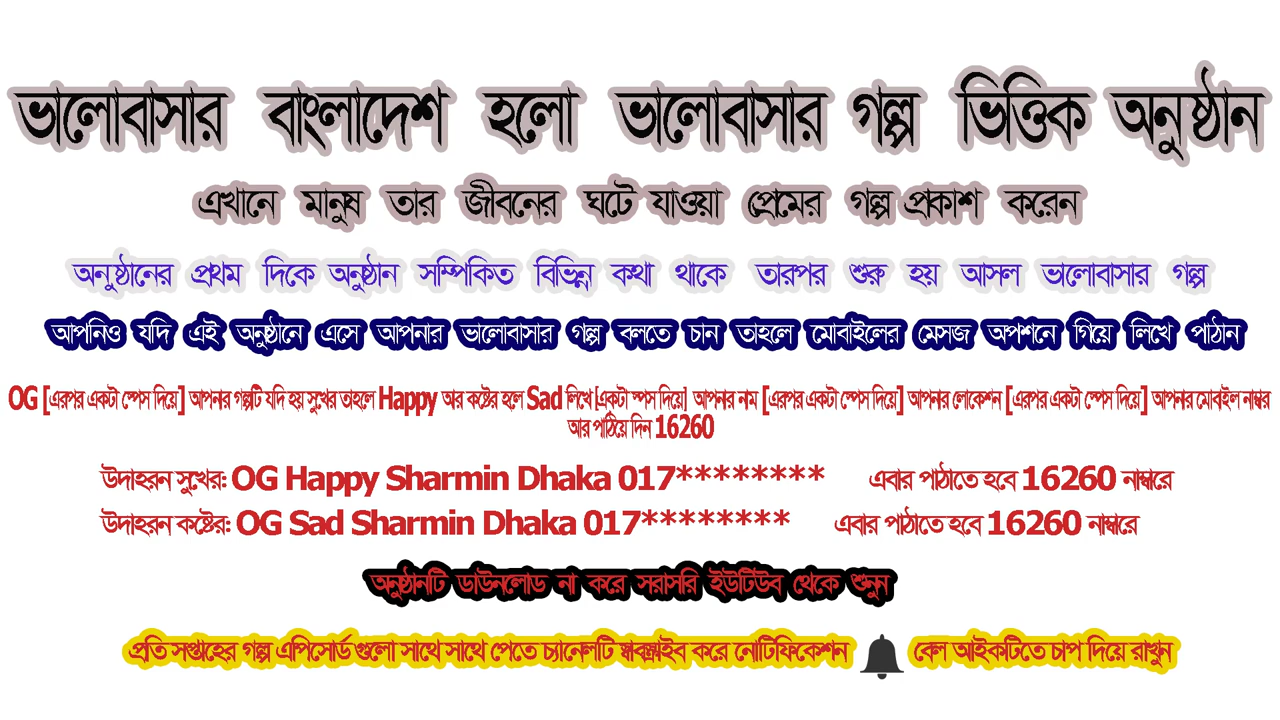 ভালোবাসার বাংলাদেশ হলো ভালোবাসার গল্প ভিত্তিক অনুষ্ঠান
এখানে মানুষ তার জীবনের ঘটে যাওয়া প্রেমের গল্প প্রকাশ করেন
অনুষ্ঠানের প্রথম দিকে অনুষ্ঠান সম্পিকিত বিভিন্ন কথা থাকে তারপর শুরু হয় আসল ভালোবাসার গল্প
আপনিও যদি এই অনুষ্ঠানে এসে আপনার ভালোবাসার গল্প বলতে চান তাহলে মোবাইলের মেসজ অপশনে গিয়ে লিখে পাঠান
OG [এরপর একটা স্পেস দিয়ে] আপনার গল্পটি যদি হয় সুখের তাহলে Happy আর কষ্টের হলে Sad লিখে [একটা স্পস দিয়ে] আপনার নাম [এরপর একটা স্পেস দিয়ে] আপনার লোকেশন [এরপর একটা স্পেস দিয়ে] আপনার মোবইল নাম্বর
আর পাঠিয়ে দিন 16260
উদাহরন সুখের: OG Happy Sharmin Dhaka 017******** এবার পাঠাতে হবে 16260 নাম্বারে
উদাহরন কষ্টের: OG Sad Sharmin Dhaka 017******** এবার পাঠাতে হবে 16260 নাম্বারে
অনুষ্ঠানটি ডাউনলোড না করে সরাসরি ইউটিউব থেকে শুনুন
প্রতি সপ্তাহের গল্প এপিসোর্ডগুলো সাথে সাথে পেতে চ্যানেলটি স্বাবস্ক্রাইব করে নোটিফিকেশন বেল আইকটিতে চাপ দিয়ে রাখুন